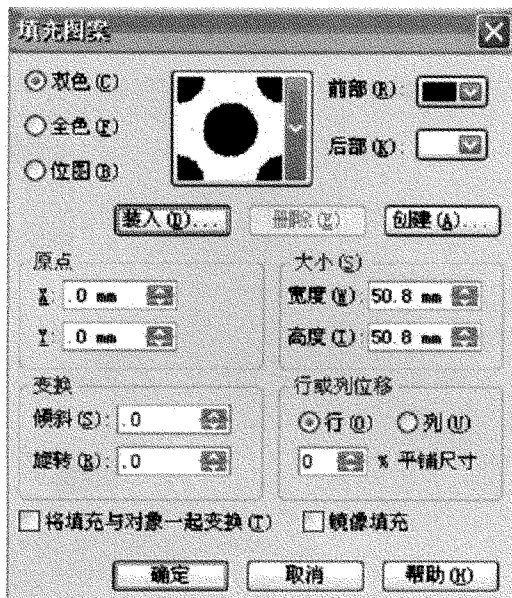 填充图案
双色(C)
全色(F)
位图(B)
前部(R):
后部(K):
装入(D)...
删除(E)
创建(A)...
原点
X .0 mm
Y: .0 mm
大小(S)
宽度(W): 50.8 mm
高度(I): 50.8 mm
变换
倾斜(S): .0
旋转(R): .0
行或列位移
行(O) 列(U)
0 % 平铺尺寸
将填充与对象一起变换(T) 镜像填充
确定 取消 帮助(H)